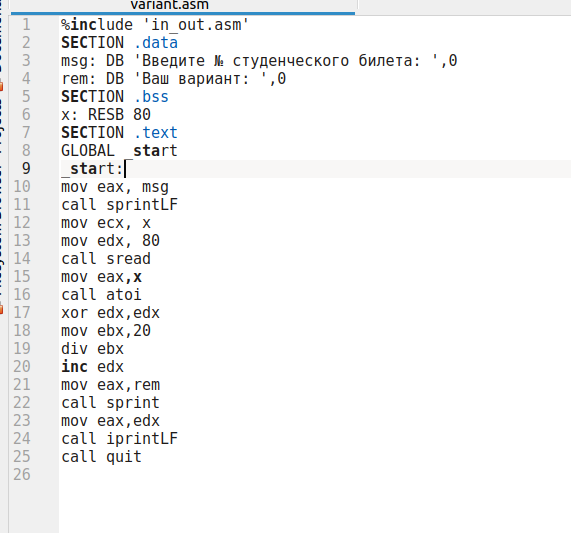 variant.asm
1 %include 'in_out.asm'
2 SECTION .data
3 msg: DB 'Введите № студенческого билета: ',0
4 rem: DB 'Ваш вариант: ',0
5 SECTION .bss
6 x: RESB 80
7 SECTION .text
8 GLOBAL _start
9 _start:
10 mov eax, msg
11 call sprintLF
12 mov ecx, x
13 mov edx, 80
14 call sread
15 mov eax,x
16 call atoi
17 xor edx,edx
18 mov ebx,20
19 div ebx
20 inc edx
21 mov eax,rem
22 call sprint
23 mov eax,edx
24 call iprintLF
25 call quit
26